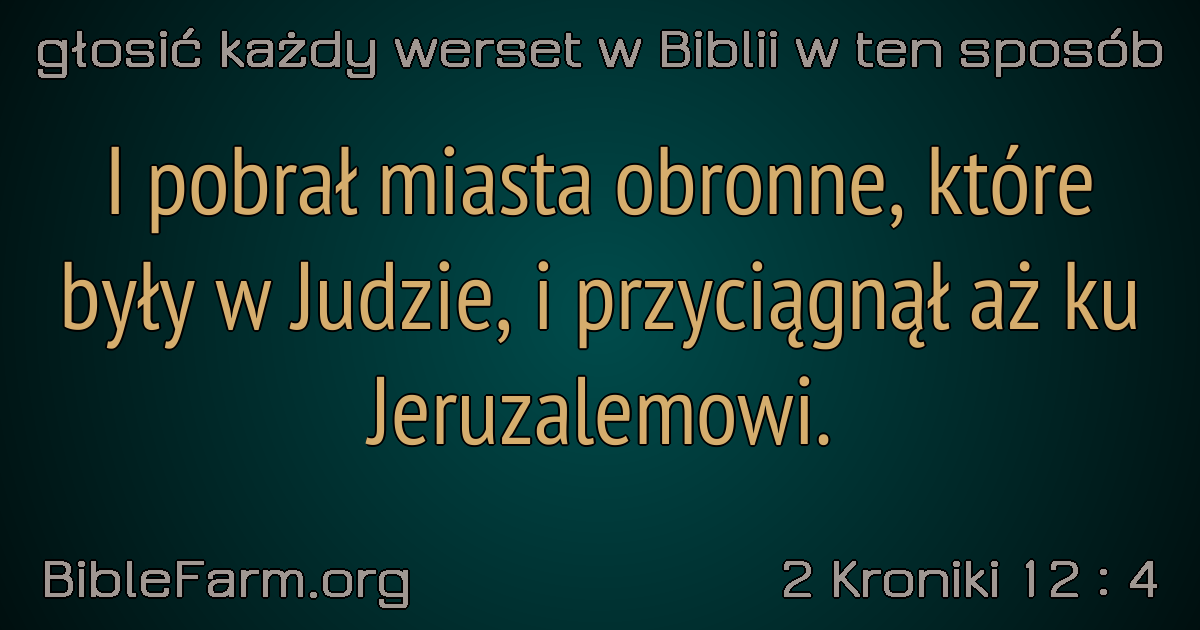 głosić każdy werset w Biblii w ten sposób
I pobrał miasta obronne, które
były w Judzie, i przyciągnął aż ku
Jeruzalemowi.
BibleFarm.org
2 Kroniki 12 : 4